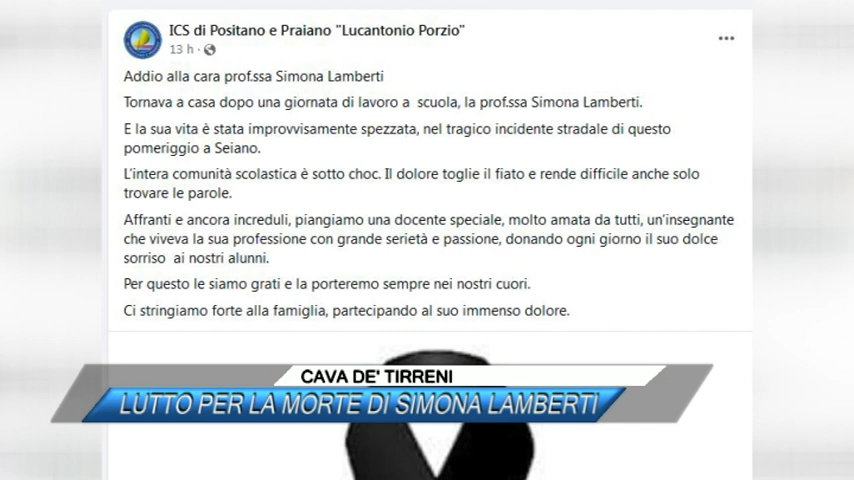 ICS di Positano e Praiano "Lucantonio Porzio"
13 h ·
Addio alla cara prof.ssa Simona Lamberti
Tornava a casa dopo una giornata di lavoro a scuola, la prof.ssa Simona Lamberti.
E la sua vita è stata improvvisamente spezzata, nel tragico incidente stradale di questo
pomeriggio a Seiano.
L'intera comunità scolastica è sotto choc. Il dolore toglie il fiato e rende difficile anche solo
trovare le parole.
Affranti e ancora increduli, piangiamo una docente speciale, molto amata da tutti, un'insegnante
che viveva la sua professione con grande serietà e passione, donando ogni giorno il suo dolce
sorriso ai nostri alunni.
Per questo le siamo grati e la porteremo sempre nei nostri cuori.
Ci stringiamo forte alla famiglia, partecipando al suo immenso dolore.
CAVA DE' TIRRENI
LUTTO PER LA MORTE DI SIMONA LAMBERTI